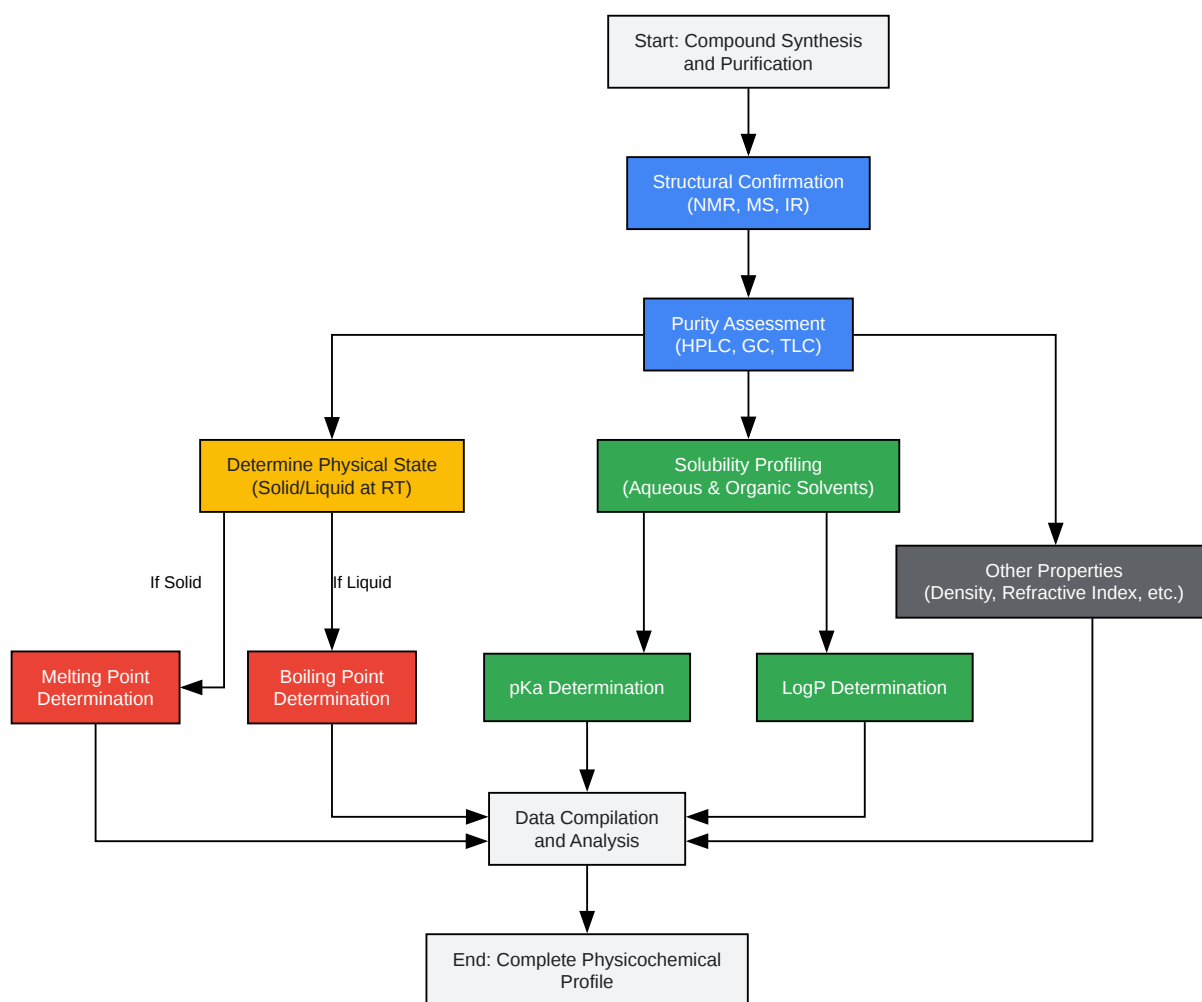 Start: Compound Synthesis
and Purification
Structural Confirmation
(NMR, MS, IR)
Purity Assessment
(HPLC, GC, TLC)
Determine Physical State
(Solid/Liquid at RT)
Solubility Profiling
(Aqueous & Organic Solvents)
Other Properties
(Density, Refractive Index, etc.)
If Solid
If Liquid
Melting Point
Determination
Boiling Point
Determination
pKa Determination
LogP Determination
Data Compilation
and Analysis
End: Complete Physicochemical
Profile